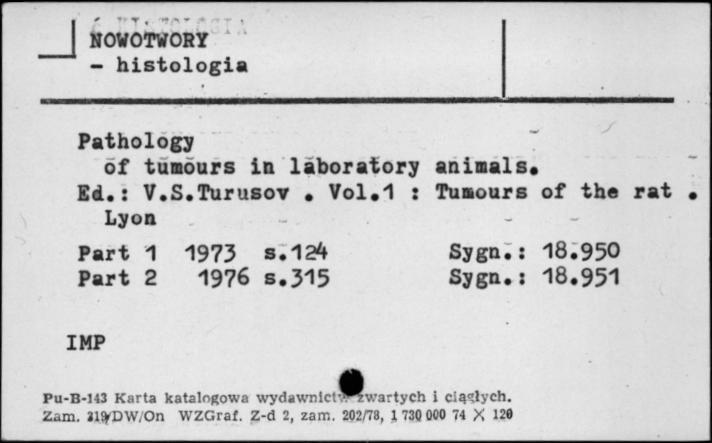 NOWOTWORY
- histologia
Pathology
of tumours in laboratory animals.
Ed.: V.S.Turusov . Vol.1 : Tumours of the rat .
Lyon
Part 1 1973 s.124 Sygn.: 18.950
Part 2 1976 s.315 Sygn.: 18.951
IMP
Pu-B-143 Karta katalogowa wydawnictw zwartych i ciągłych.
Zam. 319/DW/On WZGraf. Z-d 2, zam. 202/78, 1 730 000 74 X 120